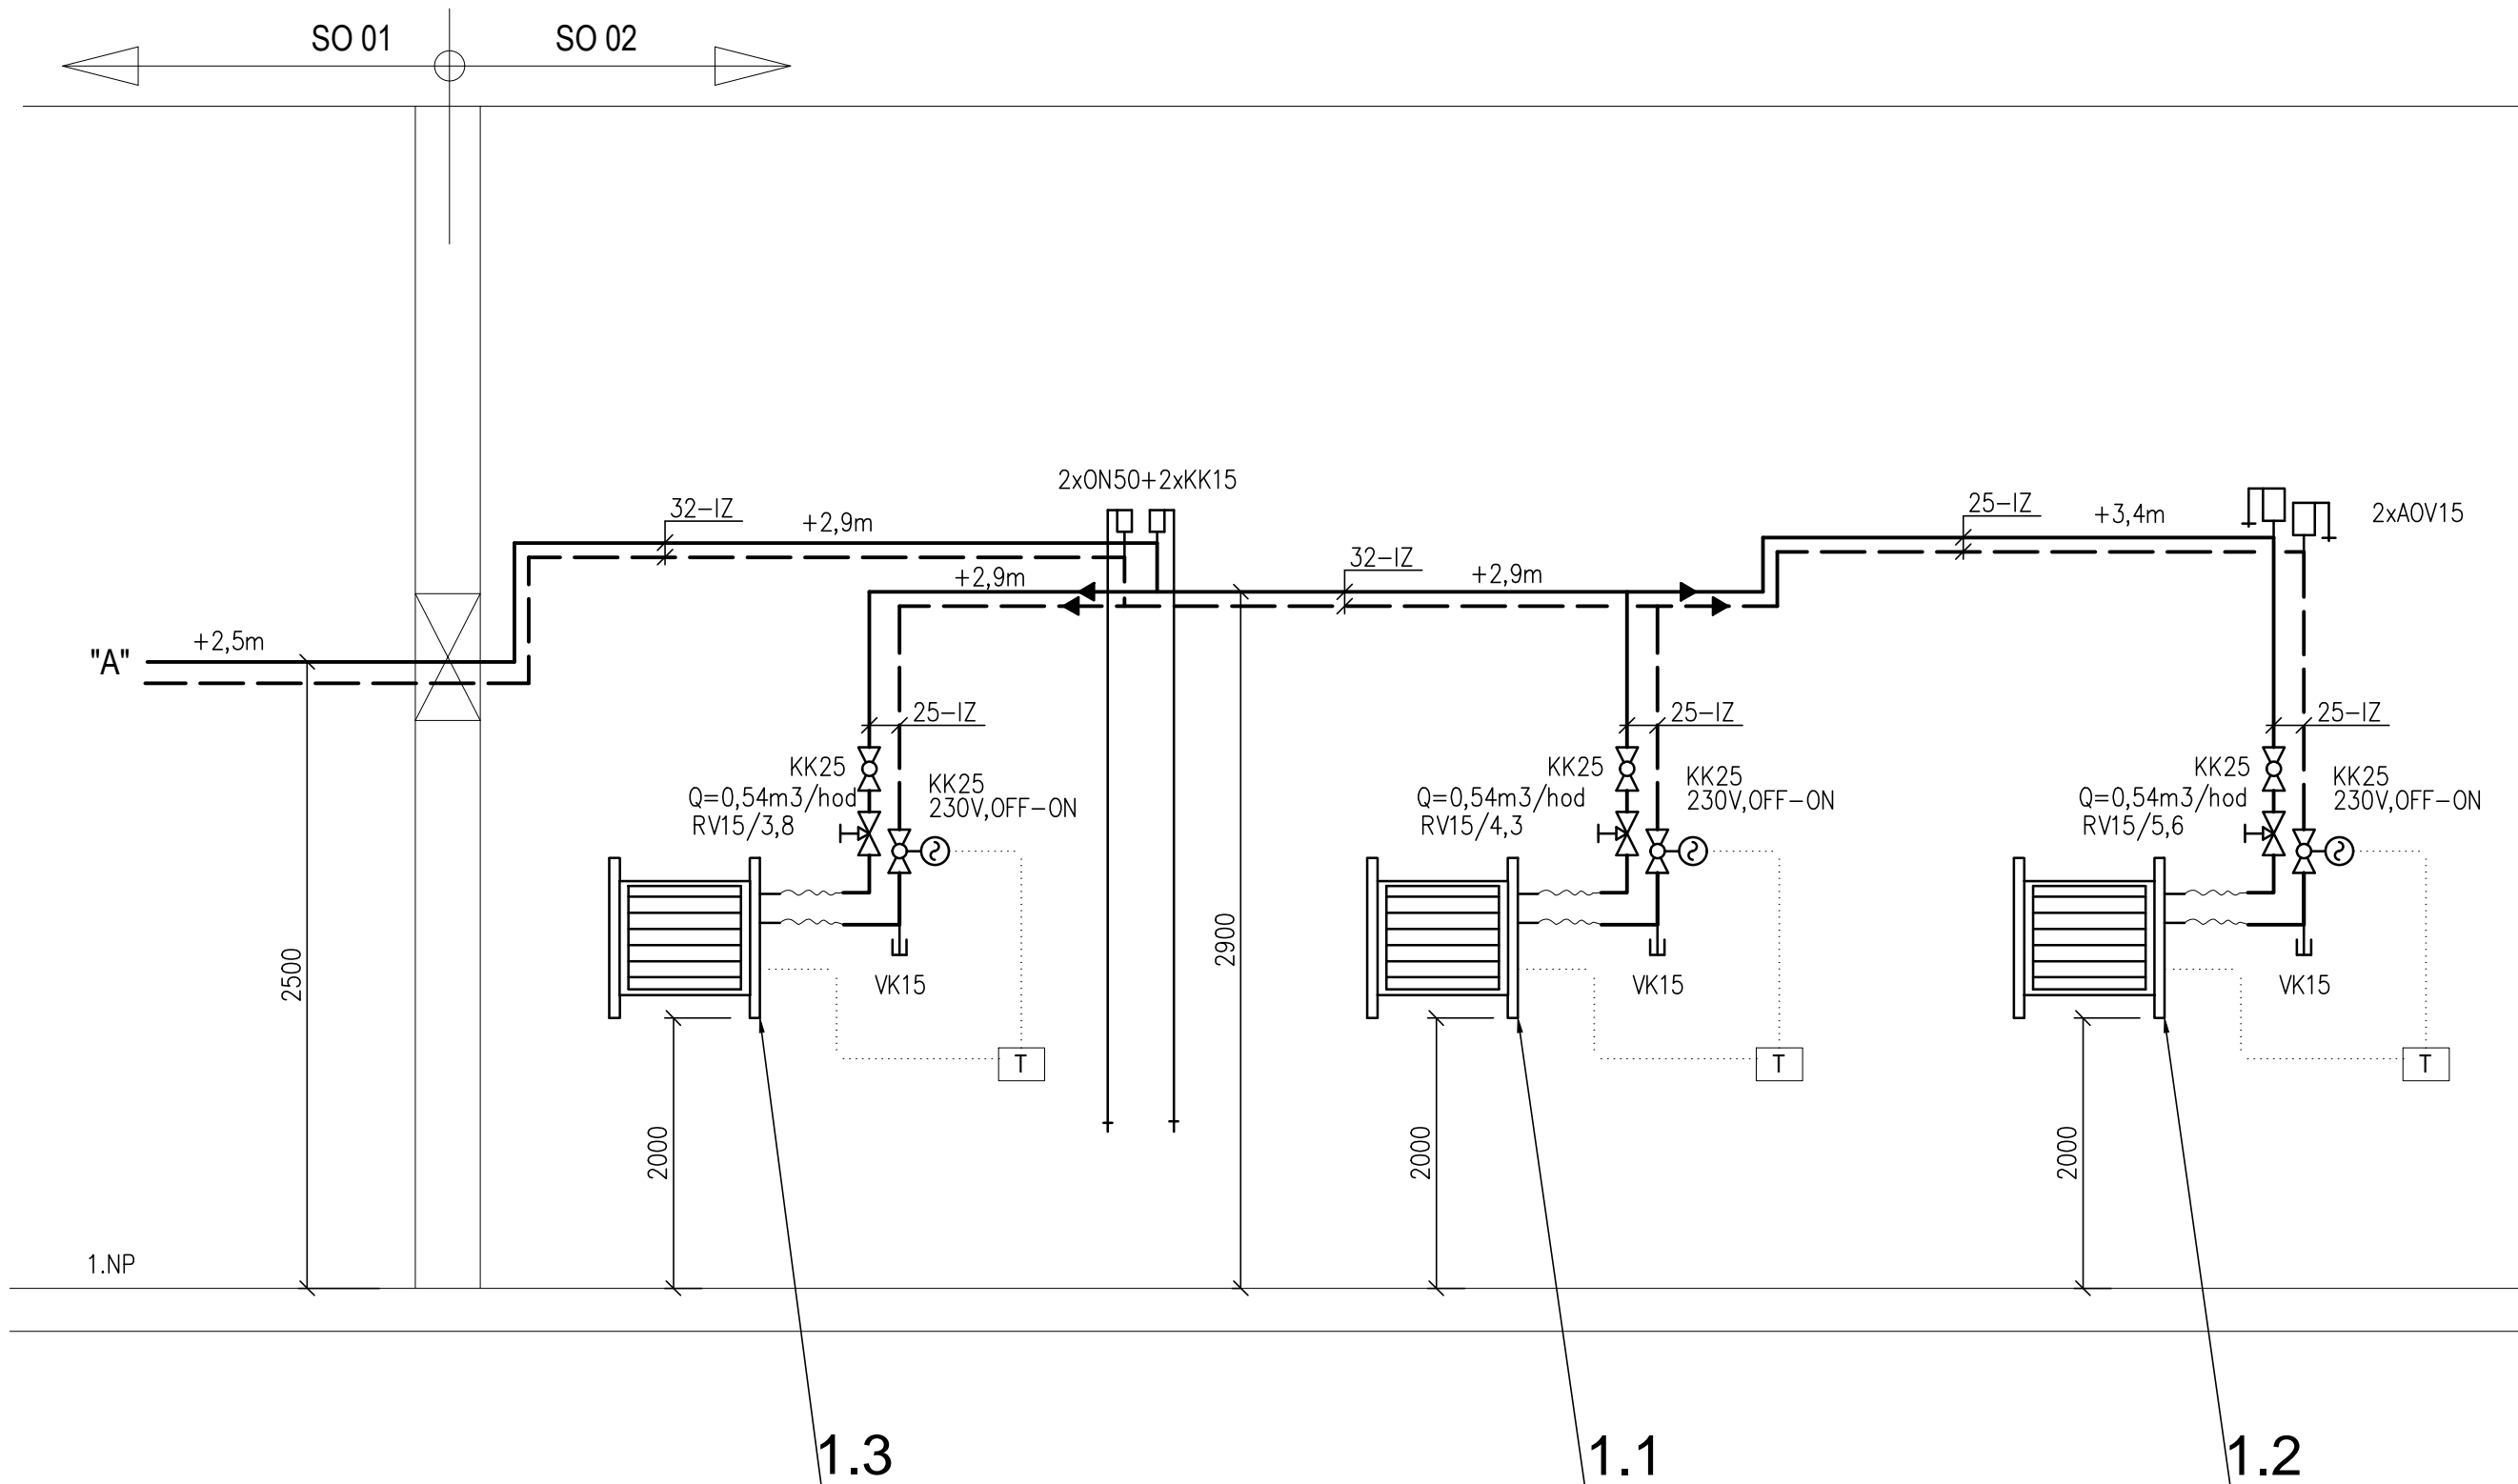 SO 01
SO 02
2xON50+2xKK15
32-IZ
+2,9m
25-IZ
+3,4m
2xAOV15
32-IZ
+2,9m
+2,9m
+2,5m
"A"
25-IZ
25-IZ
25-IZ
KK25
Q=0,54m3/hod
RV15/3,8
KK25
230V,OFF-ON
KK25
Q=0,54m3/hod
RV15/4,3
KK25
230V,OFF-ON
KK25
Q=0,54m3/hod
RV15/5,6
KK25
230V,OFF-ON
2500
2900
VK15
VK15
VK15
T
T
T
2000
2000
2000
1.NP
1.3
1.1
1.2